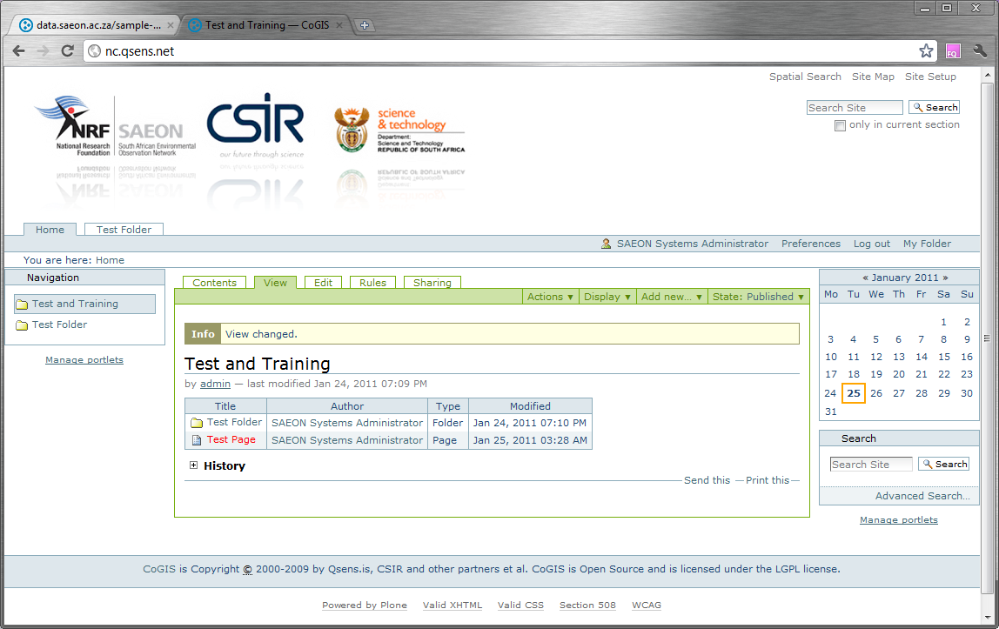 data.saeon.ac.za/sample-...
Test and Training — CoGIS
nc.qsens.net
FQ
Spatial Search Site Map Site Setup
NRF SAEON
National Research Foundation
South African Environmental Observation Network
CSIR
our future through science
science & technology
Department:
Science and Technology
REPUBLIC OF SOUTH AFRICA
Search Site Search
only in current section
Home Test Folder
SAEON Systems Administrator Preferences Log out My Folder
You are here: Home
Navigation
Test and Training
Test Folder
Manage portlets
Contents View Edit Rules Sharing
Actions ▼ Display ▼ Add new... ▼ State: Published ▼
Info View changed.
Test and Training
by admin — last modified Jan 24, 2011 07:09 PM
Title Author Type Modified
Test Folder SAEON Systems Administrator Folder Jan 24, 2011 07:10 PM
Test Page SAEON Systems Administrator Page Jan 25, 2011 03:28 AM
History
Send this — Print this —
« January 2011 »
Mo Tu We Th Fr Sa Su
1 2
3 4 5 6 7 8 9
10 11 12 13 14 15 16
17 18 19 20 21 22 23
24 25 26 27 28 29 30
31
Search
Search Site Search
Advanced Search...
Manage portlets
CoGIS is Copyright © 2000-2009 by Qsens.is, CSIR and other partners et al. CoGIS is Open Source and is licensed under the LGPL license.
Powered by Plone Valid XHTML Valid CSS Section 508 WCAG